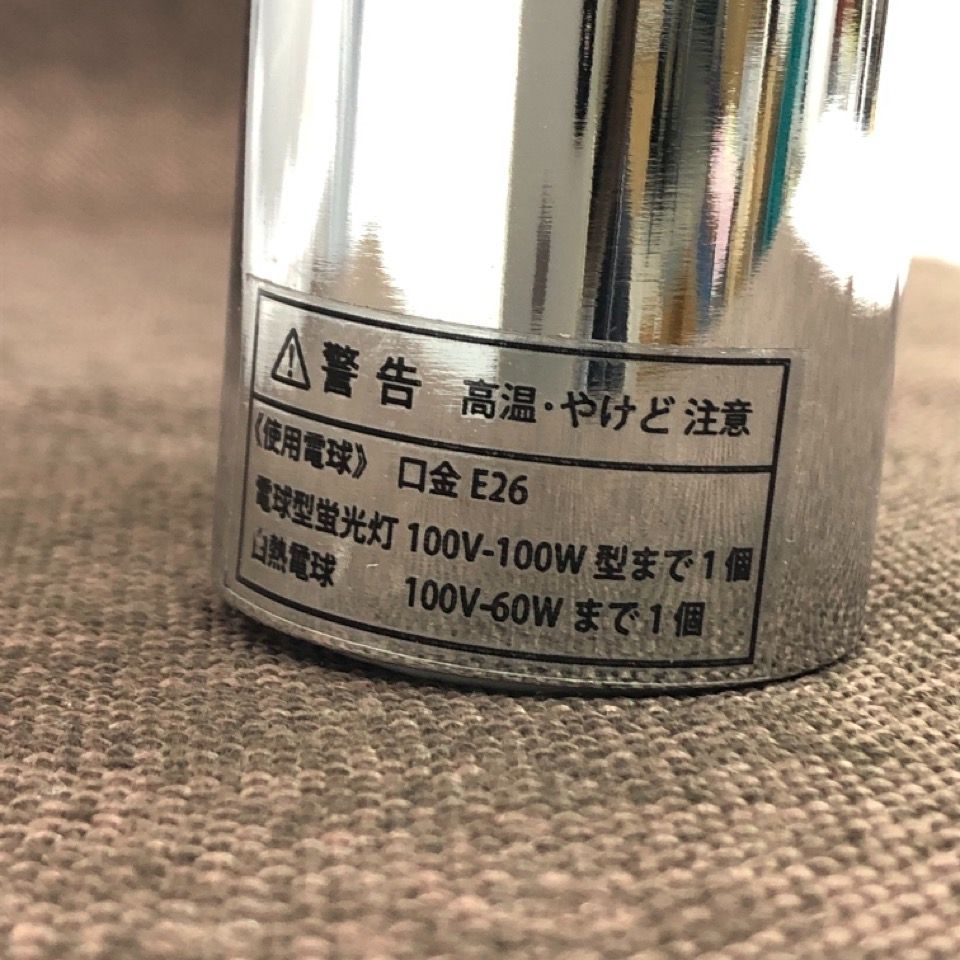 ⚠警告 高温・やけど注意
《使用電球》 口金 E26
電球型蛍光灯 100V-100W 型まで1個
白熱電球 100V-60W まで1個